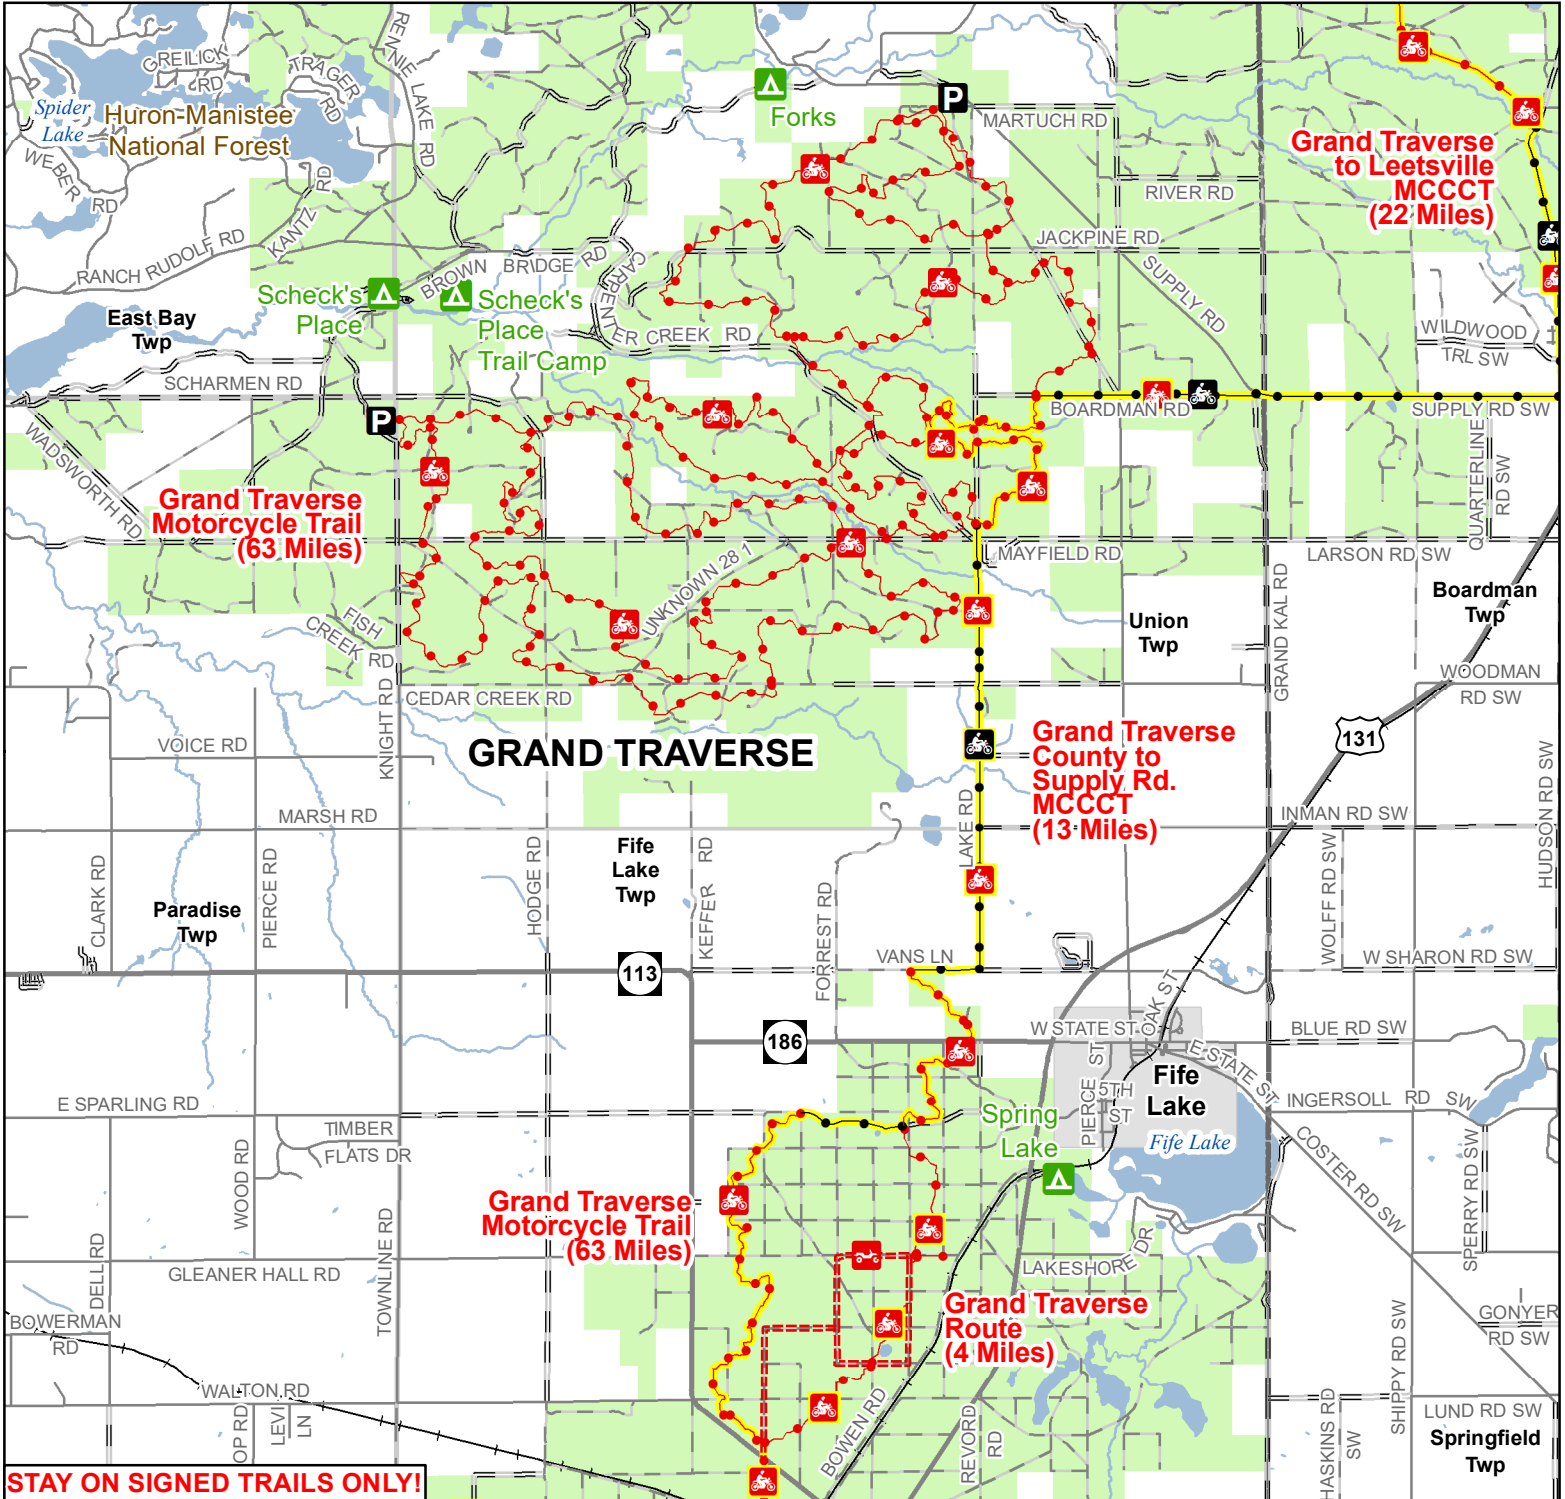 GREILICK
RD
TRAGER
RD
RENNIE LAKE RD
Spider
Lake
Huron-Manistee
National Forest
WEBER
RD
KANTZ RD
RANCH RUDOLF RD
Forks
P
MARTUCH RD
Grand Traverse
to Leetsville
MCCCT
(22 Miles)
RIVER RD
JACKPINE RD
SUPPLY RD
BROWN BRIDGE RD
CARPENTER CREEK RD
Scheck's
Place
Scheck's
Place
Trail Camp
East Bay
Twp
WILDWOOD
TRL SW
SCHARMEN RD
P
BOARDMAN RD
SUPPLY RD SW
WADSWORTH RD
QUARTERLINE
RD SW
Grand Traverse
Motorcycle Trail
(63 Miles)
UNKNOWN 28 1
MAYFIELD RD
LARSON RD SW
GRAND KAL RD
Boardman
Twp
FISH
CREEK RD
Union
Twp
WOODMAN
RD SW
KNIGHT RD
CEDAR CREEK RD
VOICE RD
GRAND TRAVERSE
Grand Traverse
County to
Supply Rd.
MCCCT
(13 Miles)
131
HUDSON RD SW
MARSH RD
INMAN RD SW
LAKE RD
CLARK RD
PIERCE RD
HODGE RD
Fife
Lake
Twp
KEFFER RD
FORREST RD
WOLFF RD SW
Paradise
Twp
VANS LN
W SHARON RD SW
113
OAK ST
186
W STATE ST
E STATE ST
BLUE RD SW
PIERCE ST
5TH
ST
Fife
Lake
E SPARLING RD
INGERSOLL RD SW
TIMBER
FLATS DR
Spring
Lake
Fife Lake
COSTER RD SW
WOOD RD
SPERRY RD SW
Grand Traverse
Motorcycle Trail
(63 Miles)
DELL RD
GLEANER HALL RD
TOWNLINE RD
LAKESHORE DR
BOWERMAN
RD
Grand Traverse
Route
(4 Miles)
GONYER
RD SW
SHIPPY RD SW
WALTON RD
OP RD
LEVI
LN
BOWEN RD
REVORD
RD
HASKINS RD
SW
LUND RD SW
Springfield
Twp
STAY ON SIGNED TRAILS ONLY!